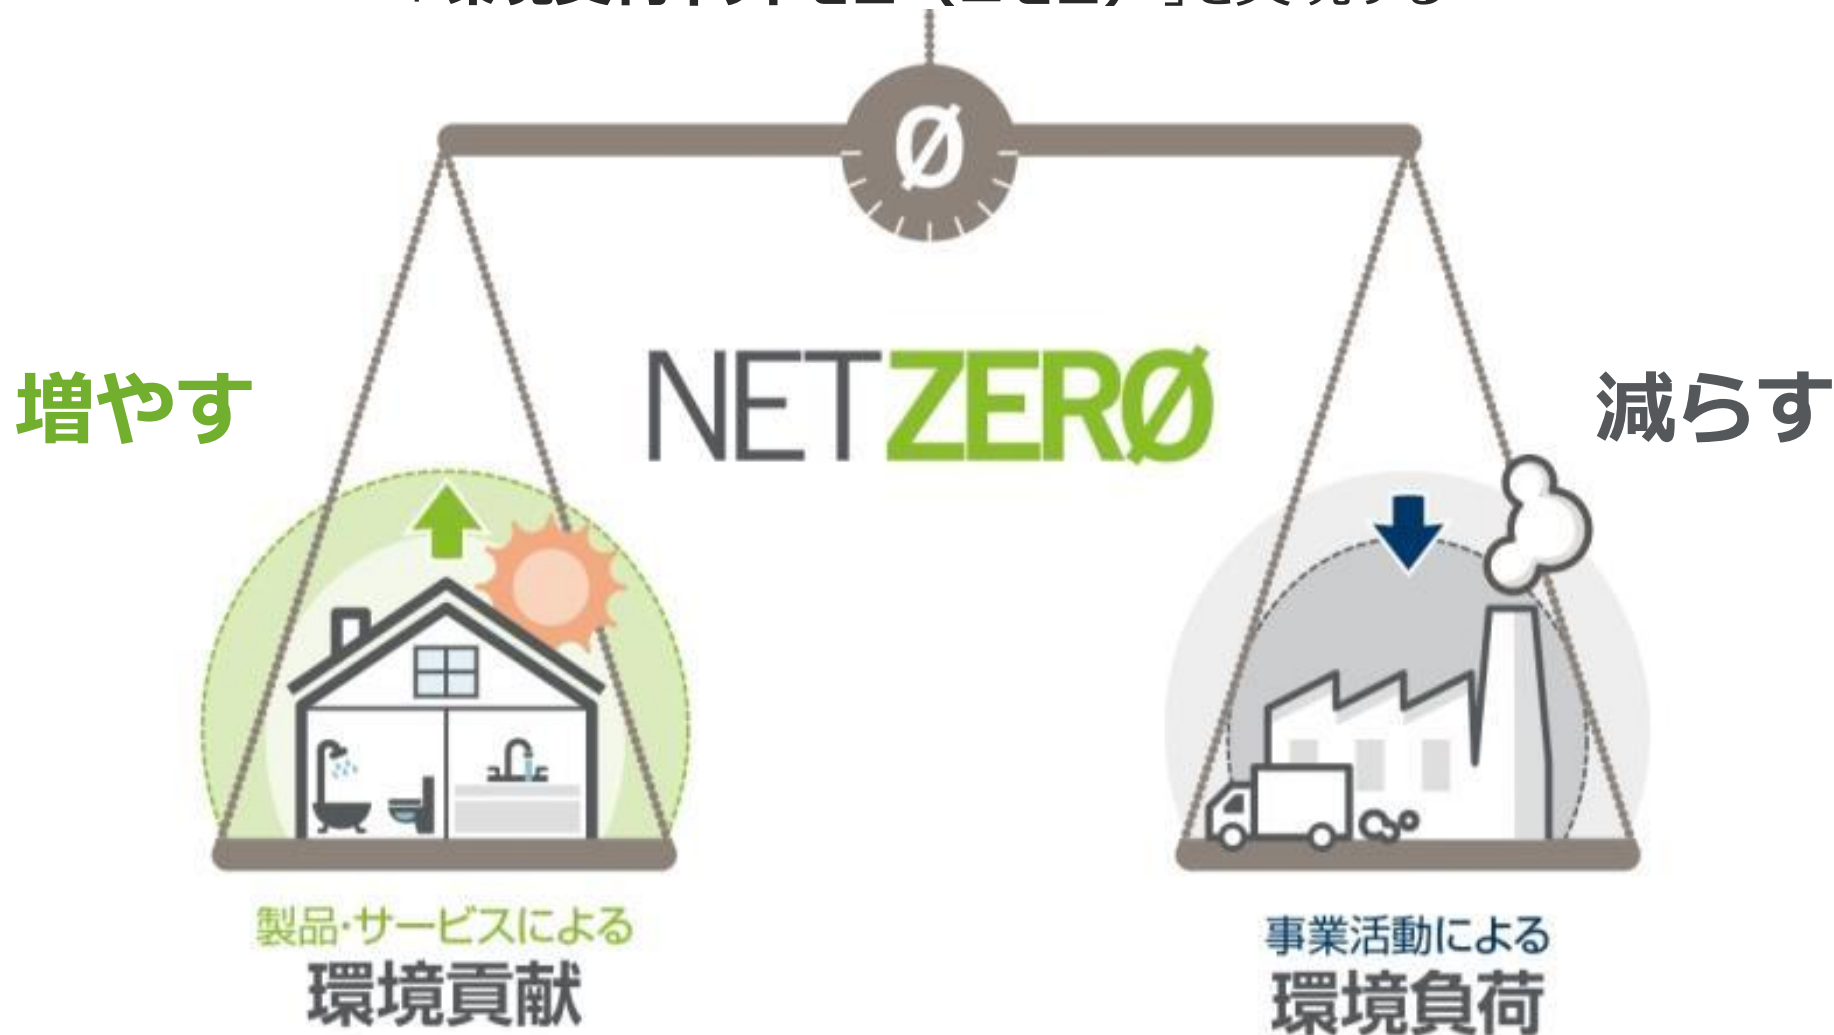 Ø
NETZERØ
増やす
減らす
製品・サービスによる
環境貢献
事業活動による
環境負荷